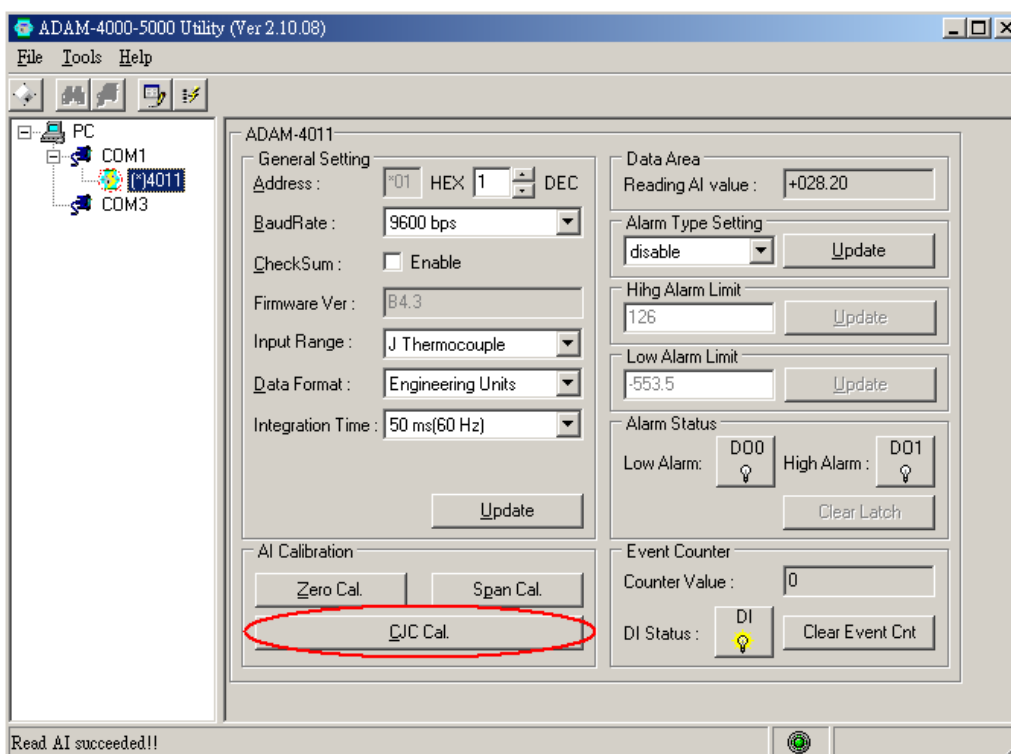 ADAM-4000-5000 Utility (Ver 2.10.08)
File Tools Help
PC
COM1
(*)4011
COM3
ADAM-4011
General Setting
Address : *01 HEX 1 DEC
BaudRate : 9600 bps
CheckSum : Enable
Firmware Ver : B4.3
Input Range : J Thermocouple
Data Format : Engineering Units
Integration Time : 50 ms(60 Hz)
Update
AI Calibration
Zero Cal. Span Cal.
CJC Cal.
Data Area
Reading AI value : +028.20
Alarm Type Setting
disable Update
Hihg Alarm Limit
126 Update
Low Alarm Limit
-553.5 Update
Alarm Status
Low Alarm: DO0 High Alarm : DO1
Clear Latch
Event Counter
Counter Value : 0
DI Status : DI Clear Event Cnt
Read AI succeeded!!